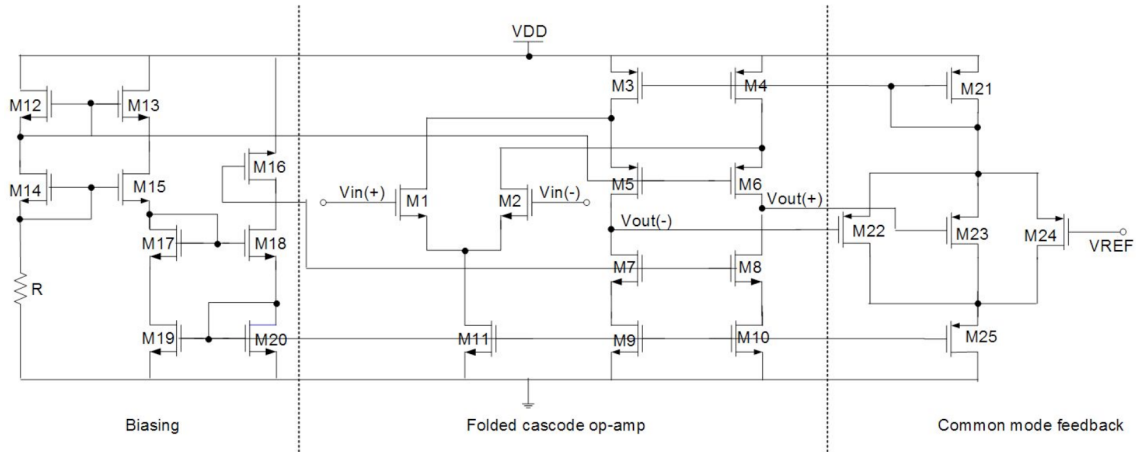 VDD
M12
M13
M3
M4
M21
M14
M15
M16
M5
M6
Vin(+)
M1
M2
Vin(-)
Vout(+)
Vout(-)
M17
M18
M22
M23
M24
VREF
R
M7
M8
M19
M20
M11
M9
M10
M25
Biasing
Folded cascode op-amp
Common mode feedback